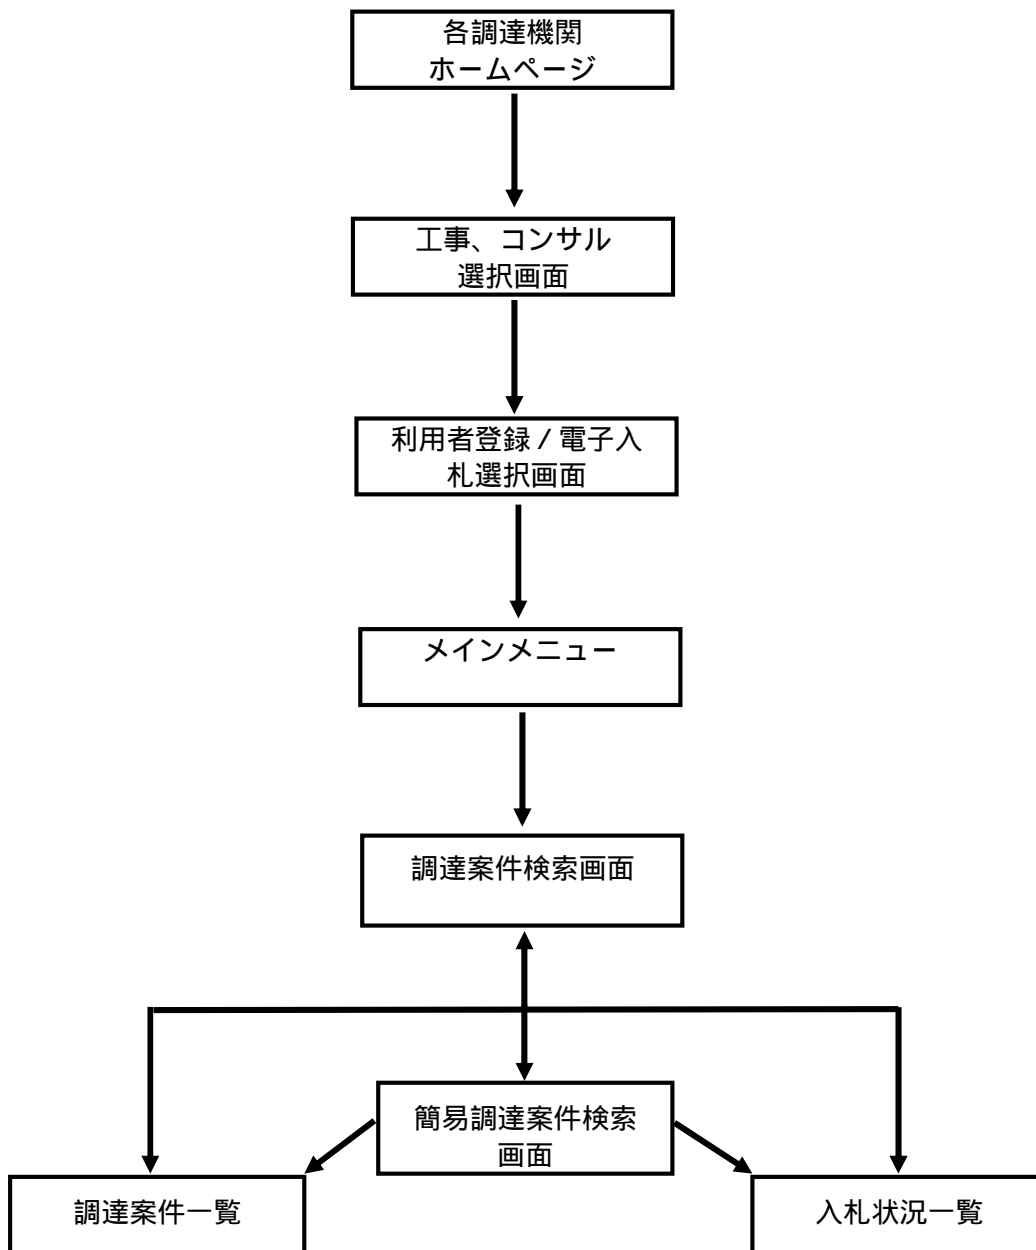 各調達機関
ホームページ
工事、コンサル
選択画面
利用者登録/電子入
札選択画面
メインメニュー
調達案件検索画面
簡易調達案件検索
画面
調達案件一覧
入札状況一覧